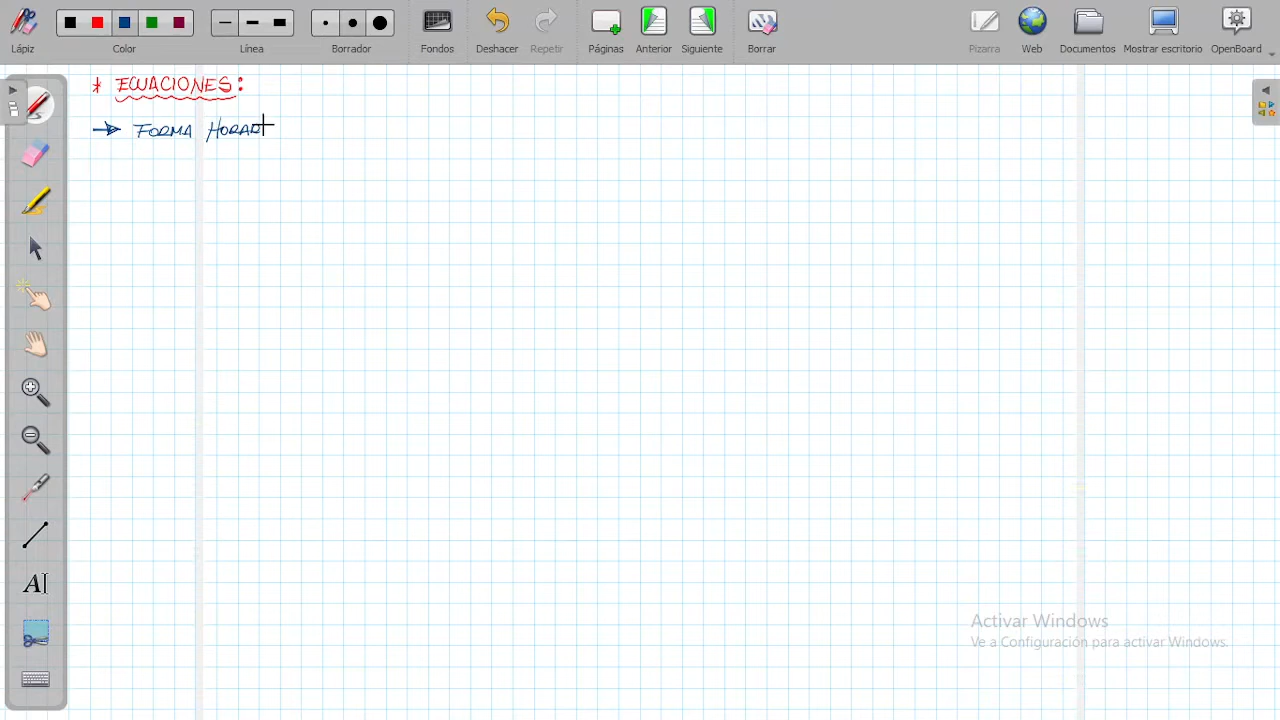 Lápiz Color Línea Borrador Fondos Deshacer Repetir Páginas Anterior Siguiente Borrar Pizarra Web Documentos Mostrar escritorio OpenBoard
* ECUACIONES:
→ FORMA HORAR
A
Activar Windows
Ve a Configuración para activar Windows.